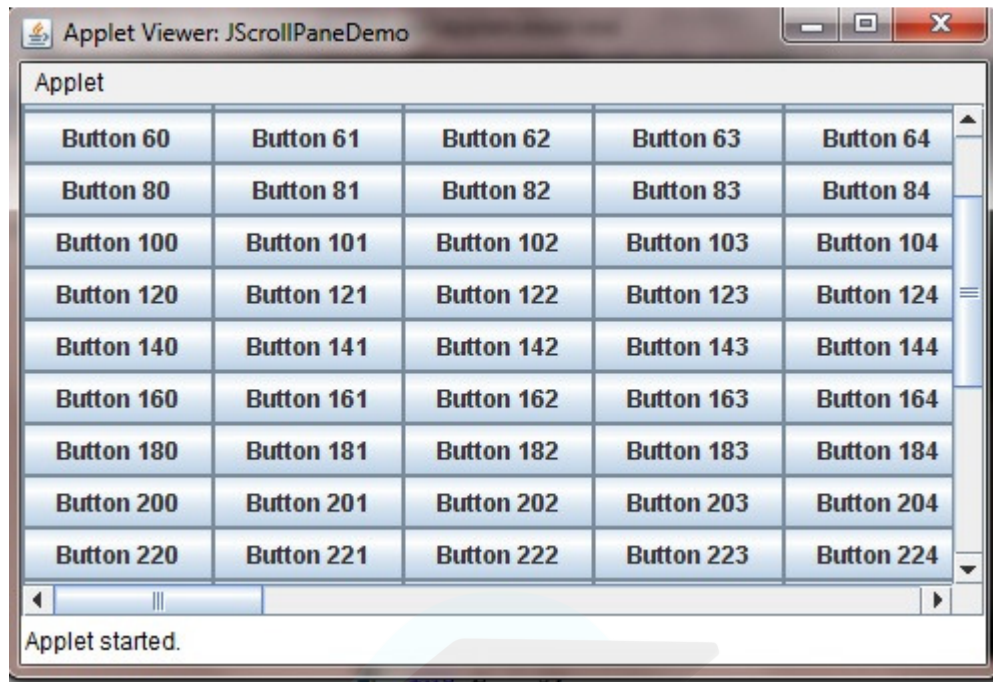 Applet Viewer: JScrollPaneDemo
Applet
Button 60 Button 61 Button 62 Button 63 Button 64
Button 80 Button 81 Button 82 Button 83 Button 84
Button 100 Button 101 Button 102 Button 103 Button 104
Button 120 Button 121 Button 122 Button 123 Button 124
Button 140 Button 141 Button 142 Button 143 Button 144
Button 160 Button 161 Button 162 Button 163 Button 164
Button 180 Button 181 Button 182 Button 183 Button 184
Button 200 Button 201 Button 202 Button 203 Button 204
Button 220 Button 221 Button 222 Button 223 Button 224
Applet started.